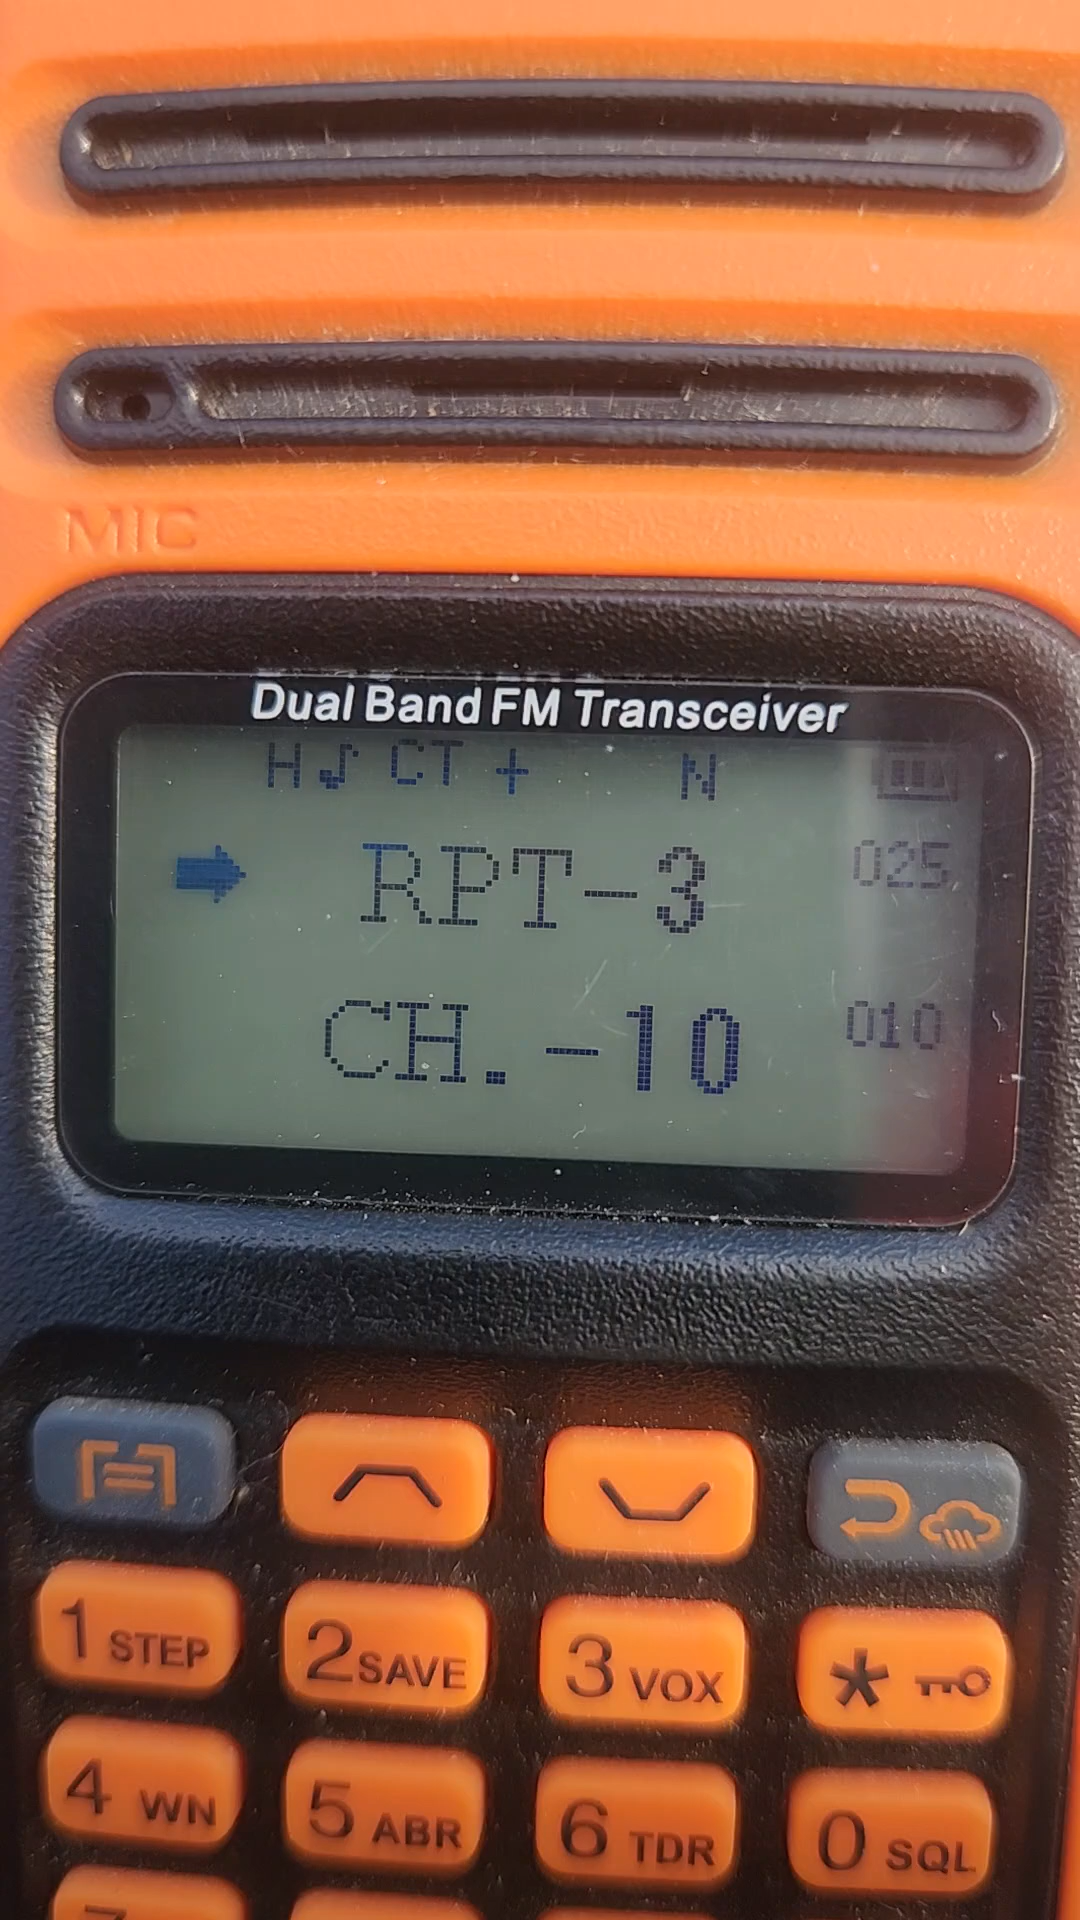 MIC
Dual Band FM Transceiver
H CT + N
RPT-3 025
CH.-10 010
1 STEP 2 SAVE 3 VOX *
4 WN 5 ABR 6 TDR 0 SQL